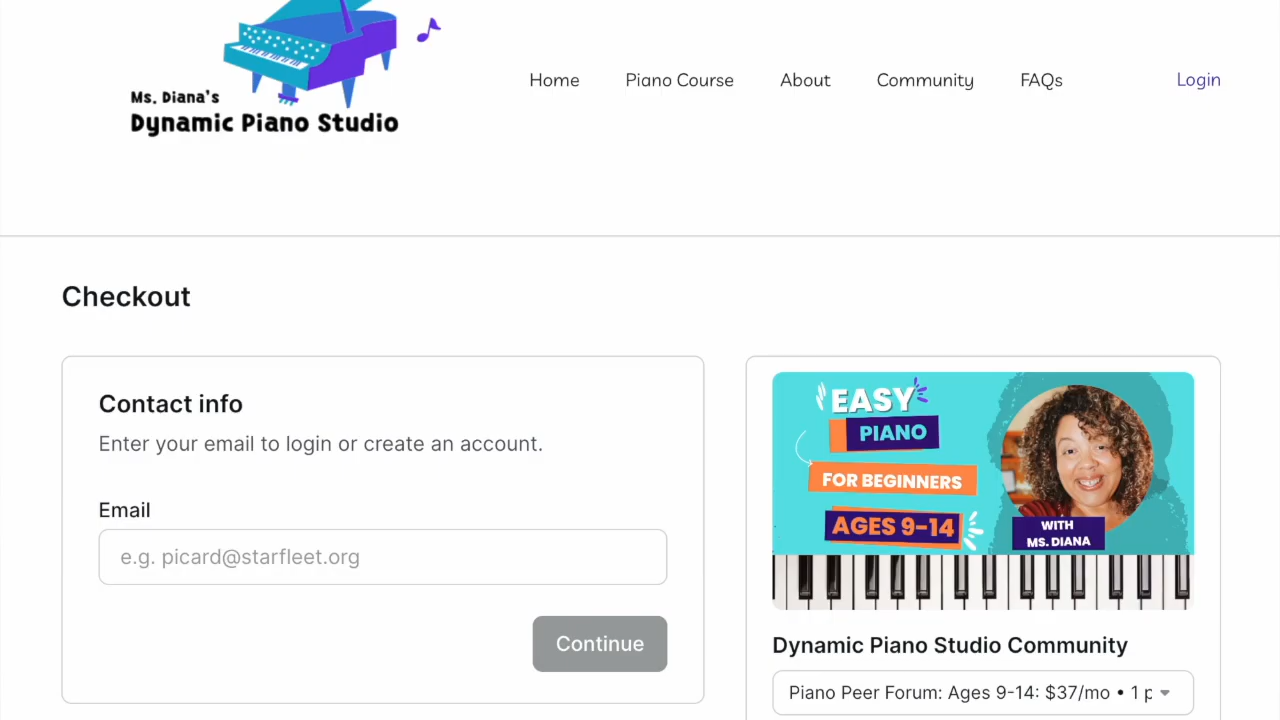 Ms. Diana's
Dynamic Piano Studio
Home Piano Course About Community FAQs Login
Checkout
Contact info
Enter your email to login or create an account.
Email
e.g. picard@starfleet.org
Continue
EASY
PIANO
FOR BEGINNERS
AGES 9-14
WITH
MS. DIANA
Dynamic Piano Studio Community
Piano Peer Forum: Ages 9-14: $37/mo • 1 p